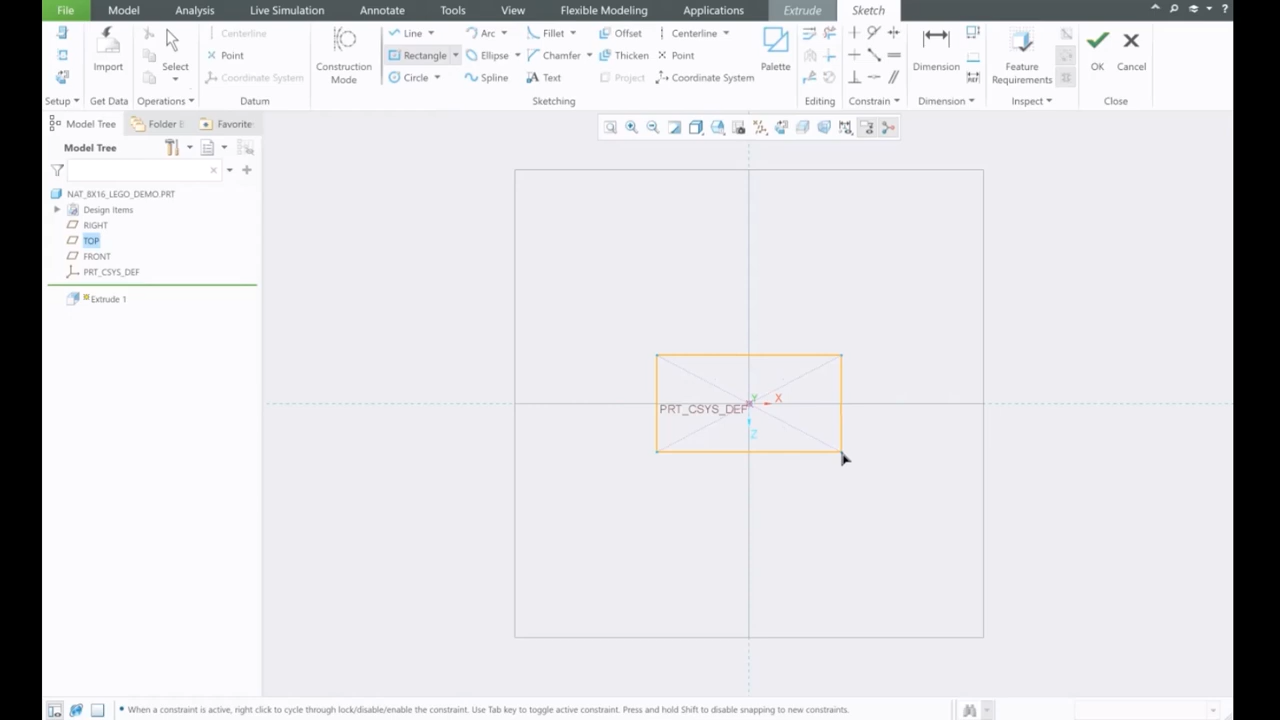 File Model Analysis Live Simulation Annotate Tools View Flexible Modeling Applications Extrude Sketch
Centerline Line Arc Fillet Offset Centerline
Import Select Point Construction Mode Rectangle Ellipse Chamfer Thicken Point Palette Dimension Feature Requirements OK Cancel
Coordinate System Circle Spline Text Project Coordinate System
Setup Get Data Operations Datum Sketching Editing Constrain Dimension Inspect Close
Model Tree Folder Favorite
Model Tree
NAT_8X16_LEGO_DEMO.PRT
Design Items
RIGHT
TOP
FRONT
PRT_CSYS_DEF
Extrude 1
Y X
PRT_CSYS_DEF
Z
• When a constraint is active, right click to cycle through lock/disable/enable the constraint. Use Tab key to toggle active constraint. Press and hold Shift to disable snapping to new constraints.